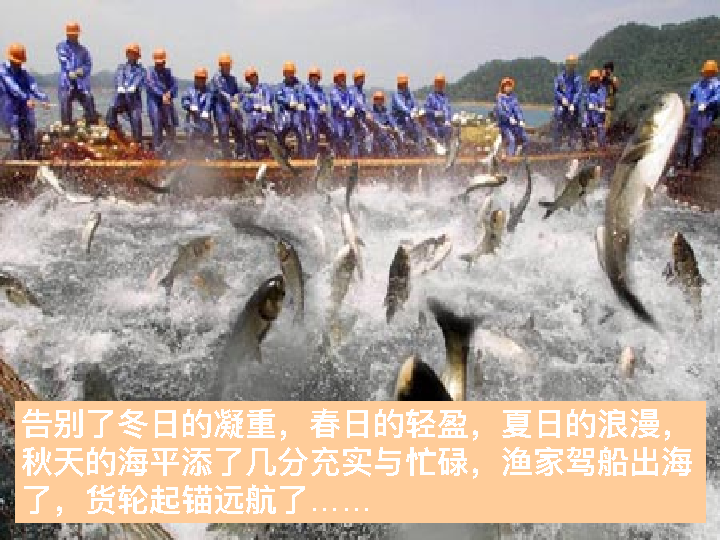 告别了冬日的凝重，春日的轻盈，夏日的浪漫，
秋天的海平添了几分充实与忙碌，渔家驾船出海
了，货轮起锚远航了……